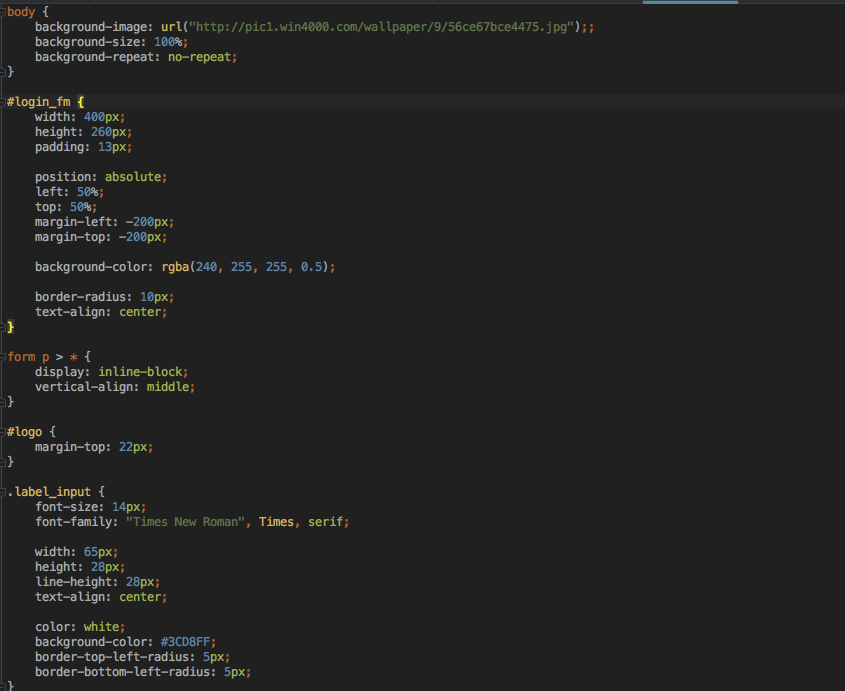 body {
    background-image: url("http://pic1.win4000.com/wallpaper/9/56ce67bce4475.jpg");;
    background-size: 100%;
    background-repeat: no-repeat;
}

#login_fm {
    width: 400px;
    height: 260px;
    padding: 13px;

    position: absolute;
    left: 50%;
    top: 50%;
    margin-left: -200px;
    margin-top: -200px;

    background-color: rgba(240, 255, 255, 0.5);

    border-radius: 10px;
    text-align: center;
}

form p > * {
    display: inline-block;
    vertical-align: middle;
}

#logo {
    margin-top: 22px;
}

.label_input {
    font-size: 14px;
    font-family: "Times New Roman", Times, serif;

    width: 65px;
    height: 28px;
    line-height: 28px;
    text-align: center;

    color: white;
    background-color: #3CD8FF;
    border-top-left-radius: 5px;
    border-bottom-left-radius: 5px;
}